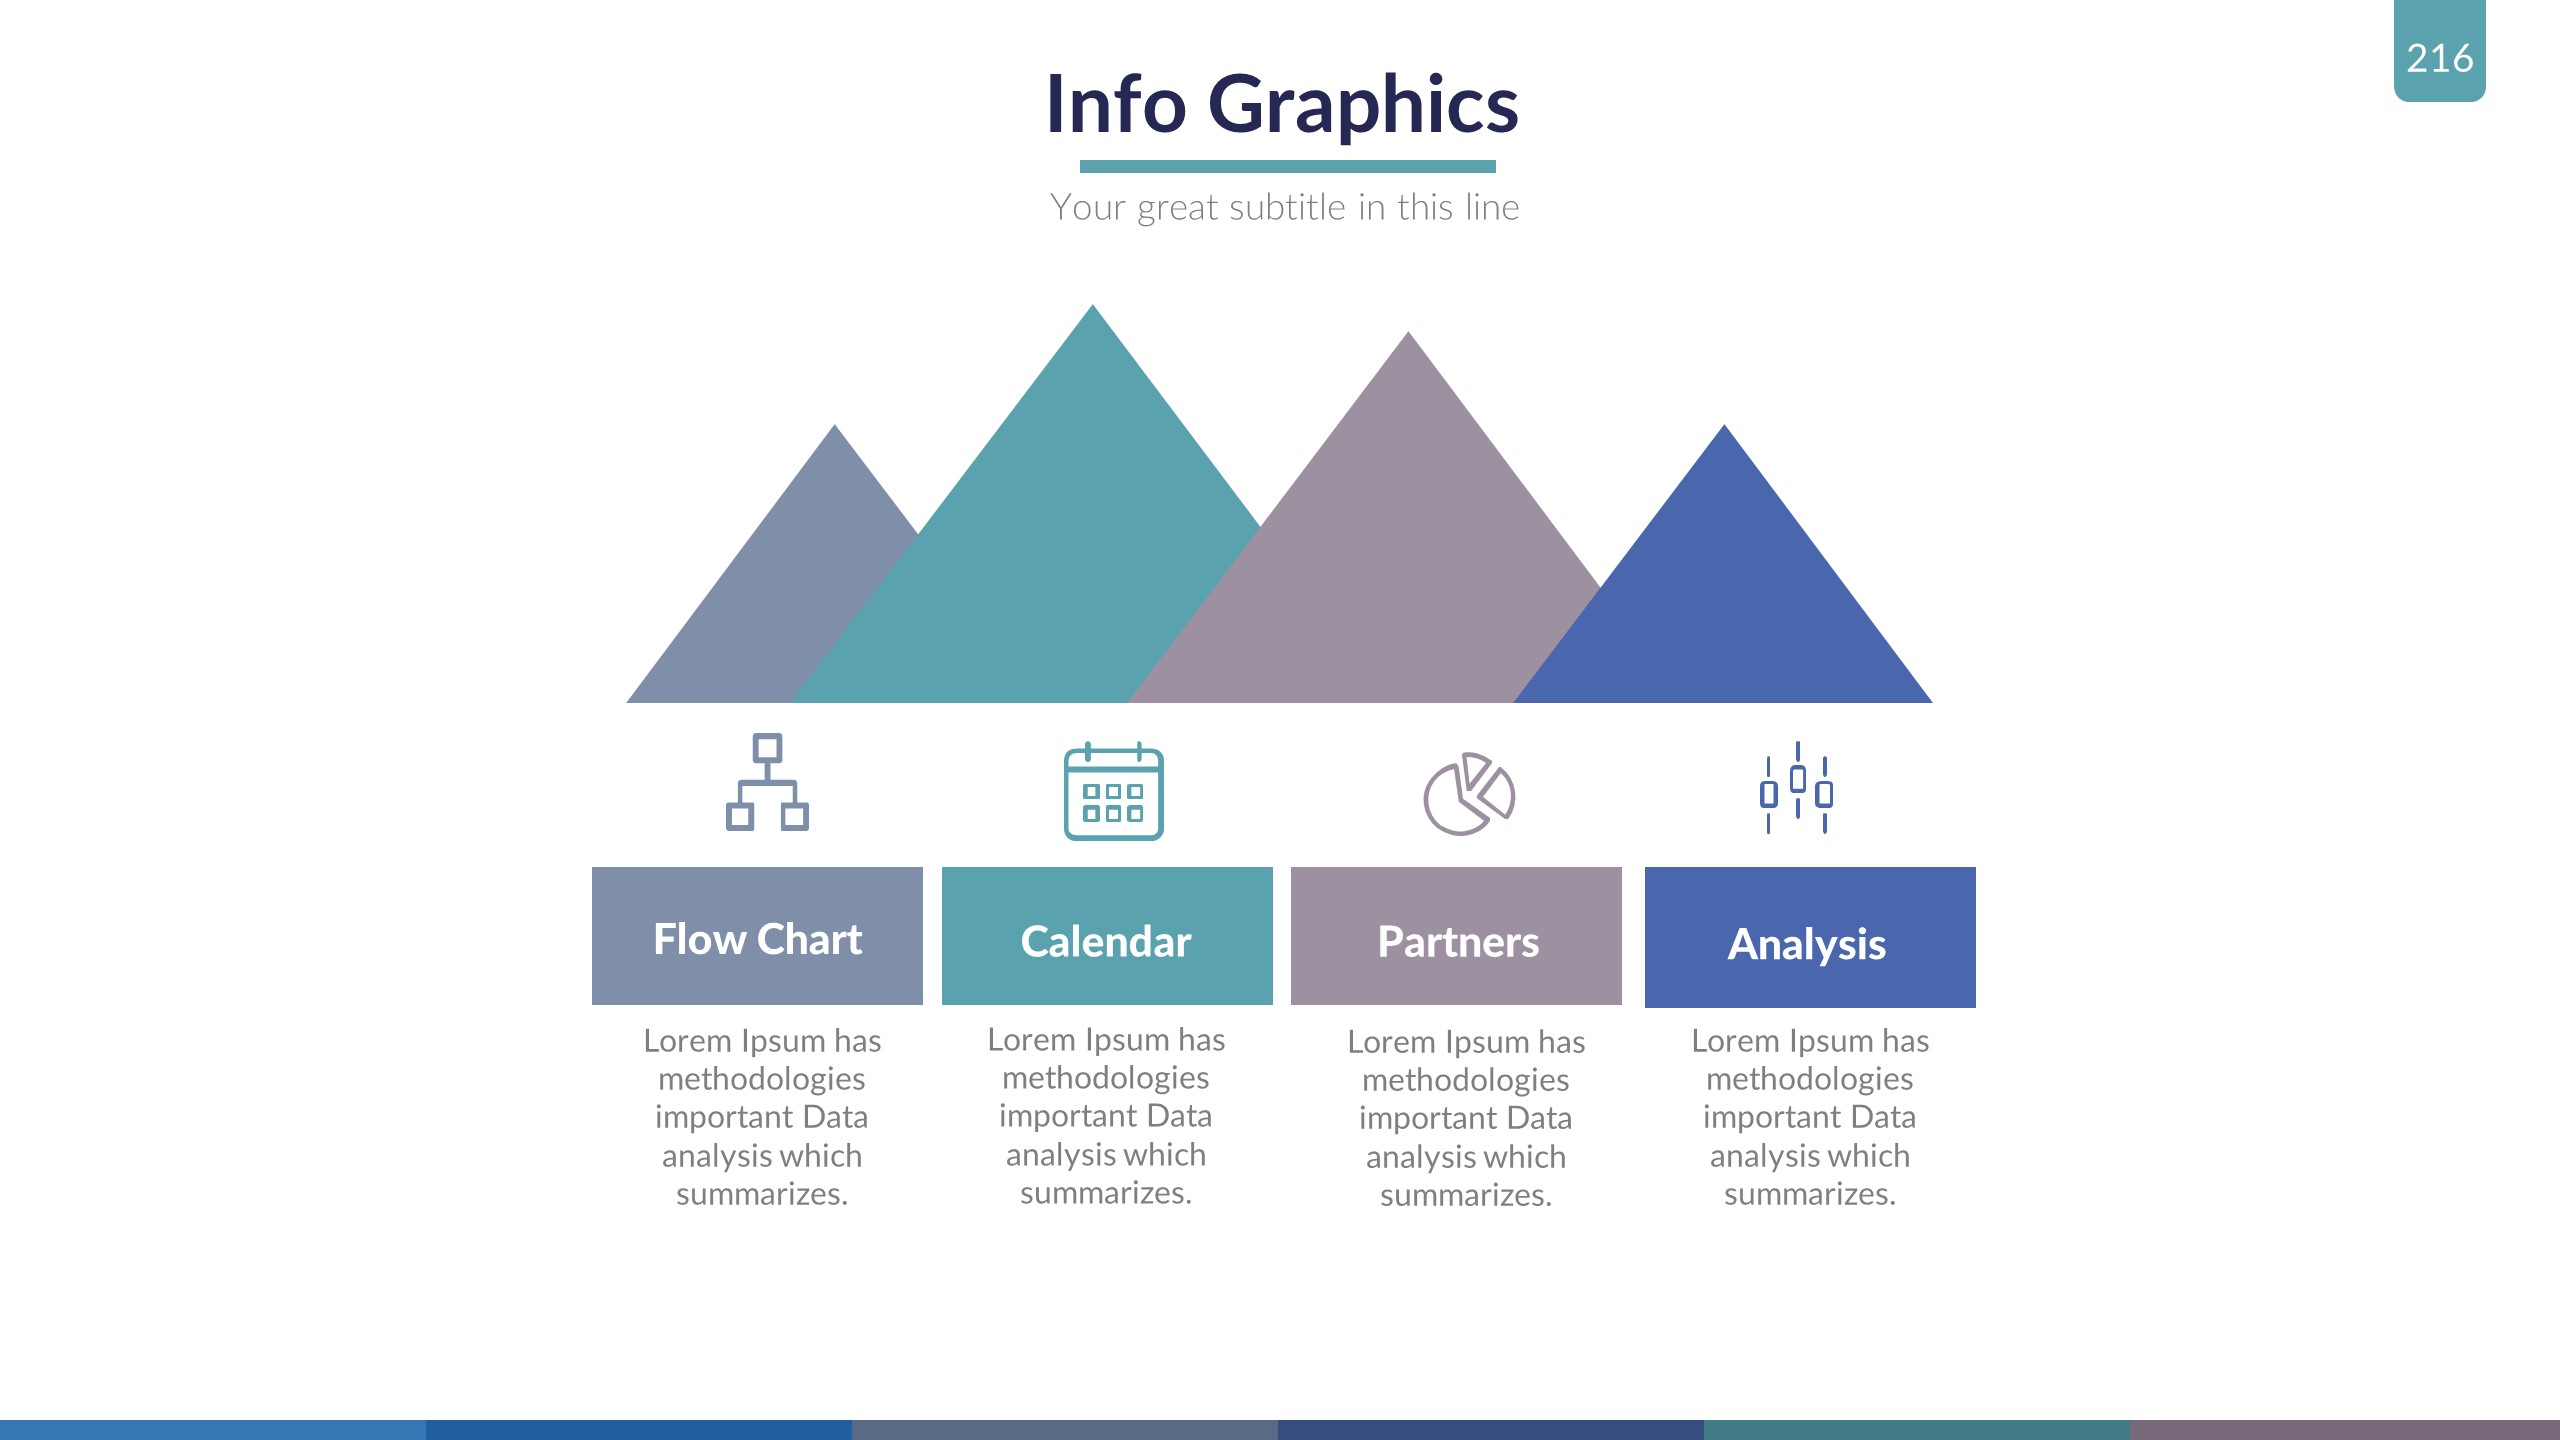 216
Info Graphics
Your great subtitle in this line
Flow Chart
Lorem Ipsum has
methodologies
important Data
analysis which
summarizes.
Calendar
Lorem Ipsum has
methodologies
important Data
analysis which
summarizes.
Partners
Lorem Ipsum has
methodologies
important Data
analysis which
summarizes.
Analysis
Lorem Ipsum has
methodologies
important Data
analysis which
summarizes.